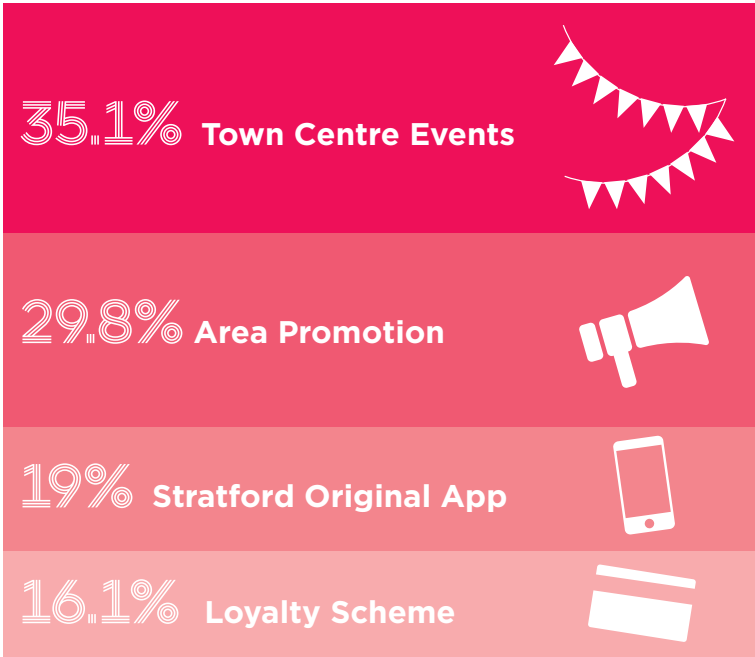 35.1% Town Centre Events
29.8% Area Promotion
19% Stratford Original App
16.1% Loyalty Scheme